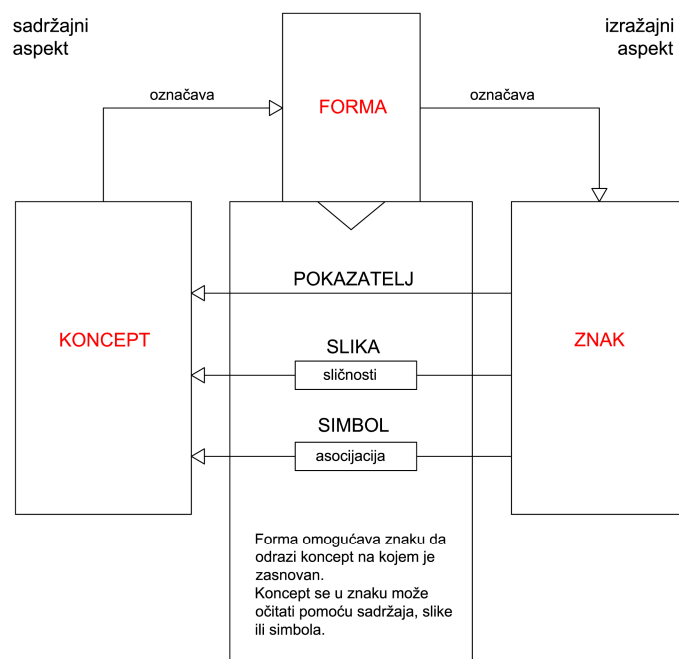 sadržajni
aspekt
izražajni
aspekt
označava
FORMA
označava
POKAZATELJ
KONCEPT
SLIKA
ZNAK
sličnosti
SIMBOL
asocijacija
Forma omogućava znaku da
odrazi koncept na kojem je
zasnovan.
Koncept se u znaku može
očitati pomoću sadržaja, slike
ili simbola.